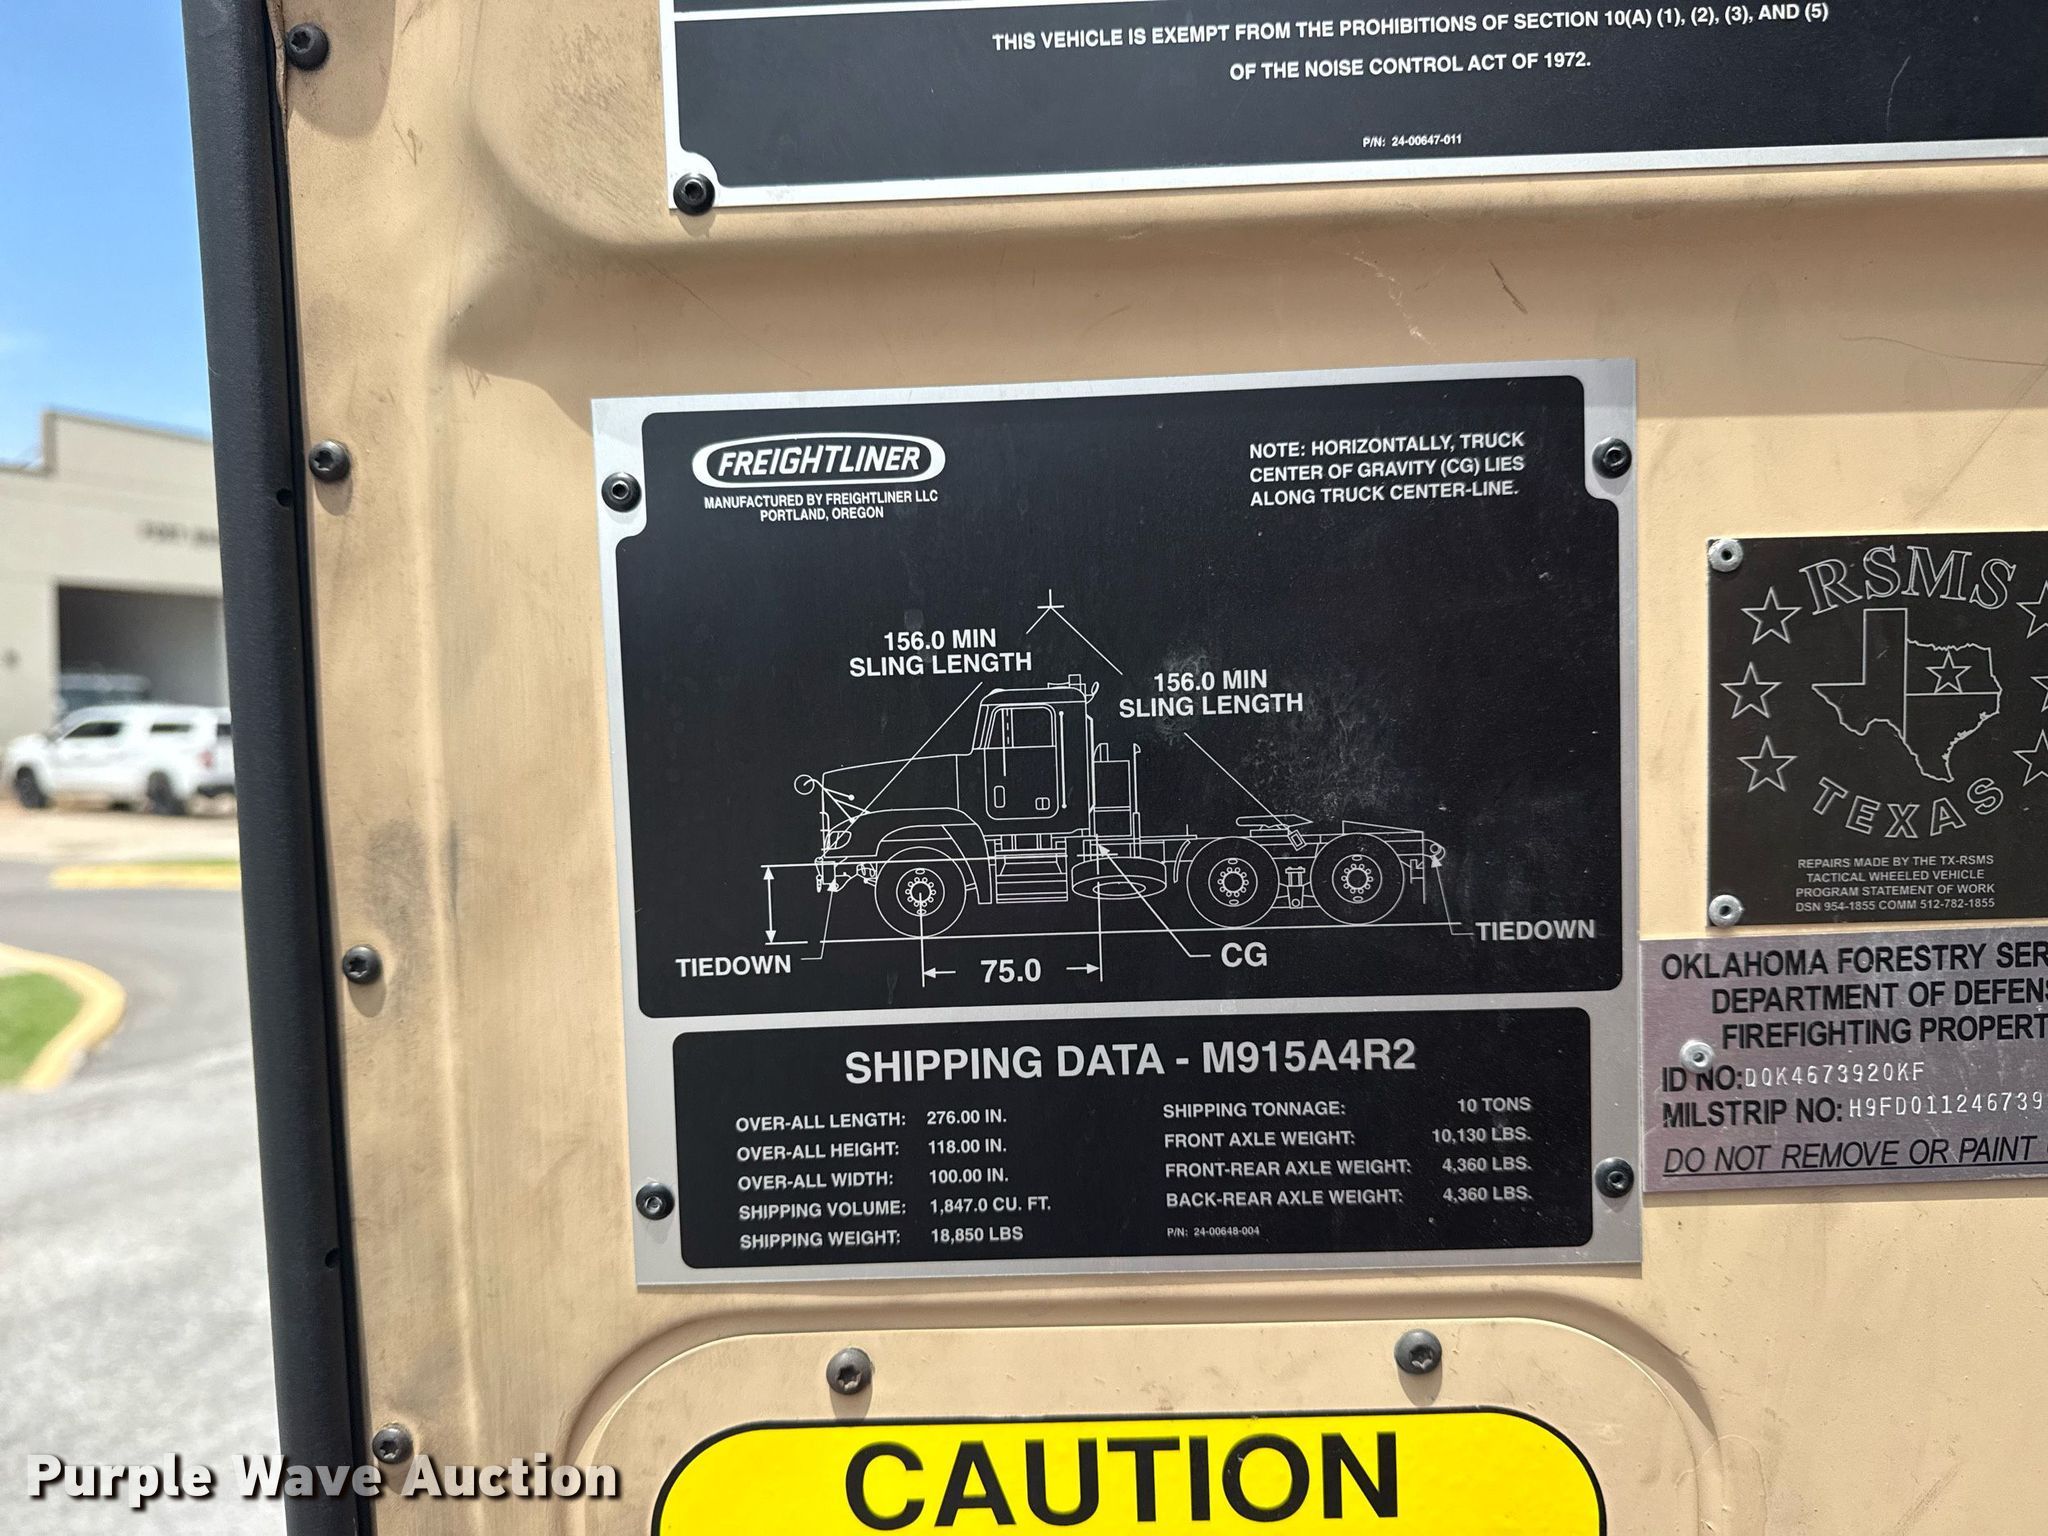 THIS VEHICLE IS EXEMPT FROM THE PROHIBITIONS OF SECTION 10(A) (1), (2), (3), AND (5)
OF THE NOISE CONTROL ACT OF 1972.
P/N: 24-00647-011
FREIGHTLINER
MANUFACTURED BY FREIGHTLINER LLC
PORTLAND, OREGON
NOTE: HORIZONTALLY, TRUCK
CENTER OF GRAVITY (CG) LIES
ALONG TRUCK CENTER-LINE.
156.0 MIN
SLING LENGTH
156.0 MIN
SLING LENGTH
TIEDOWN
75.0
CG
TIEDOWN
SHIPPING DATA - M915A4R2
OVER-ALL LENGTH: 276.00 IN.
OVER-ALL HEIGHT: 118.00 IN.
OVER-ALL WIDTH: 100.00 IN.
SHIPPING VOLUME: 1,847.0 CU. FT.
SHIPPING WEIGHT: 18,850 LBS
SHIPPING TONNAGE: 10 TONS
FRONT AXLE WEIGHT: 10,130 LBS.
FRONT-REAR AXLE WEIGHT: 4,360 LBS.
BACK-REAR AXLE WEIGHT: 4,360 LBS.
P/N: 24-00648-004
RSMS
TEXAS
REPAIRS MADE BY THE TX-RSMS
TACTICAL WHEELED VEHICLE
PROGRAM STATEMENT OF WORK
DSN 954-1855 COMM 512-782-1855
OKLAHOMA FORESTRY SER
DEPARTMENT OF DEFENS
FIREFIGHTING PROPERT
ID NO:DOK4673920KF
MILSTRIP NO: H9FD011246739
DO NOT REMOVE OR PAINT
CAUTION
Purple Wave Auction